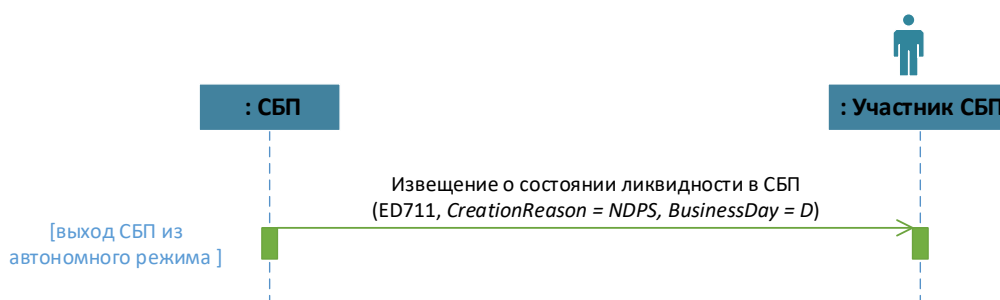 : СБП
: Участник СБП
Извещение о состоянии ликвидности в СБП
(ED711, CreationReason = NDPS, BusinessDay = D)
[выход СБП из
автономного режима ]